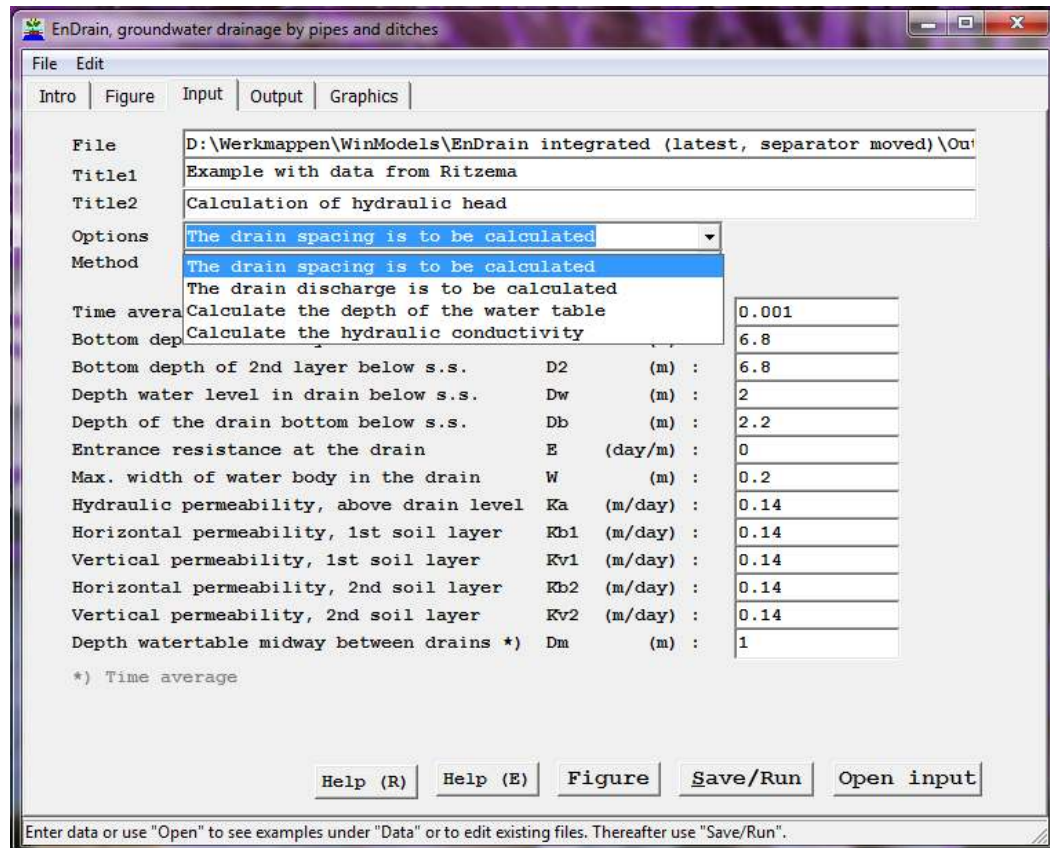 EnDrain, groundwater drainage by pipes and ditches
File Edit
Intro Figure Input Output Graphics
File D:\Werkmappen\WinModels\EnDrain integrated (latest, separator moved)\Out
Title1 Example with data from Ritzema
Title2 Calculation of hydraulic head
Options The drain spacing is to be calculated
Method The drain spacing is to be calculated
The drain discharge is to be calculated
Time avera Calculate the depth of the water table 0.001
Bottom dep Calculate the hydraulic conductivity 6.8
Bottom depth of 2nd layer below s.s. D2 (m) : 6.8
Depth water level in drain below s.s. Dw (m) : 2
Depth of the drain bottom below s.s. Db (m) : 2.2
Entrance resistance at the drain E (day/m) : 0
Max. width of water body in the drain W (m) : 0.2
Hydraulic permeability, above drain level Ka (m/day) : 0.14
Horizontal permeability, 1st soil layer Kb1 (m/day) : 0.14
Vertical permeability, 1st soil layer Kv1 (m/day) : 0.14
Horizontal permeability, 2nd soil layer Kb2 (m/day) : 0.14
Vertical permeability, 2nd soil layer Kv2 (m/day) : 0.14
Depth watertable midway between drains *) Dm (m) : 1
*) Time average
Help (R) Help (E) Figure Save/Run Open input
Enter data or use "Open" to see examples under "Data" or to edit existing files. Thereafter use "Save/Run".